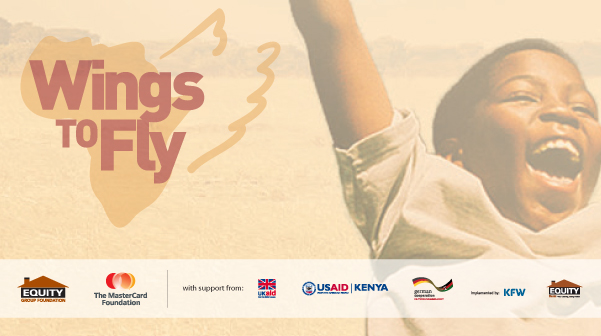 Wings
TO Fly
EQUITY
GROUP FOUNDATION
The MasterCard
Foundation
with support from:
UKaid
USAID | KENYA
german
cooperation
Implemented by: KFW
EQUITY